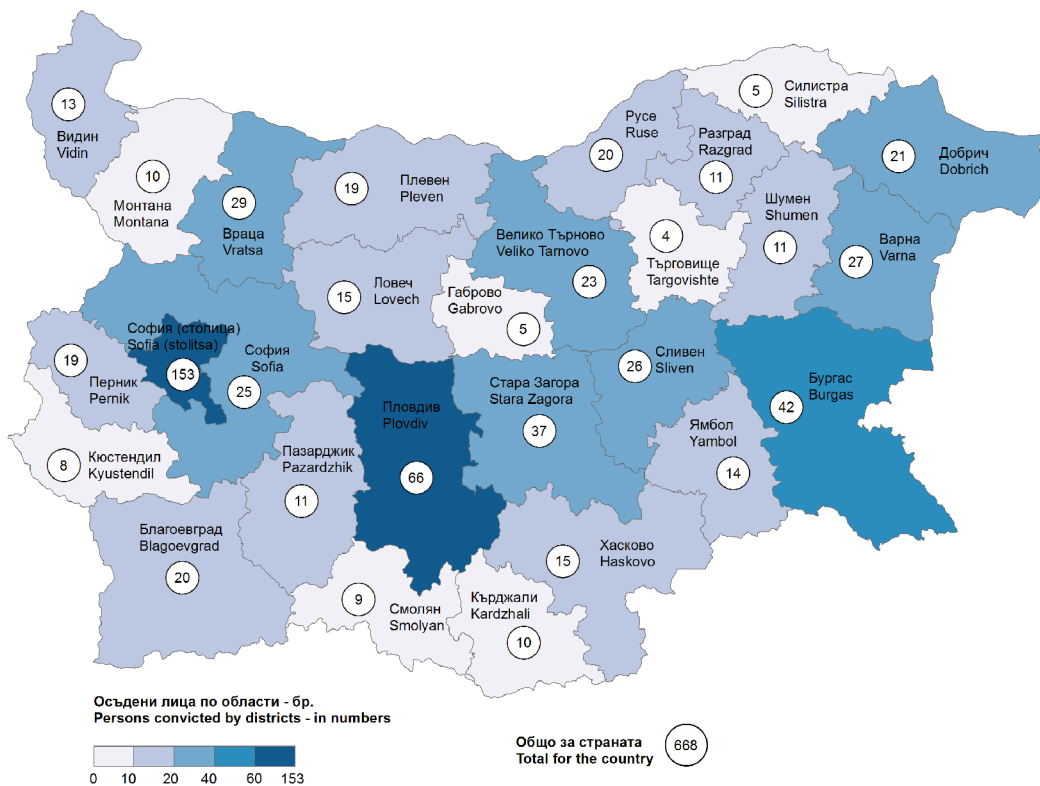 5
Силистра
Silistra
13
Видин
Vidin
Русе
Ruse
20
Разград
Razgrad
11
21
Добрич
Dobrich
10
Монтана
Montana
19
Плевен
Pleven
29
Враца
Vratsa
Шумен
Shumen
11
Велико Търново
Veliko Tarnovo
23
4
Търговище
Targovishte
27
Варна
Varna
15
Ловеч
Lovech
Габрово
Gabrovo
5
София (столица)
Sofia (stolitsa)
153
София
Sofia
25
19
Перник
Pernik
26
Сливен
Sliven
Стара Загора
Stara Zagora
37
Пловдив
Plovdiv
66
Бургас
Burgas
42
Ямбол
Yambol
14
8
Кюстендил
Kyustendil
Пазарджик
Pazardzhik
11
Благоевград
Blagoevgrad
20
Хасково
Haskovo
15
9
Смолян
Smolyan
Кърджали
Kardzhali
10
Осъдени лица по области - бр.
Persons convicted by districts - in numbers
0 10 20 40 60 153
Общо за страната
Total for the country
668